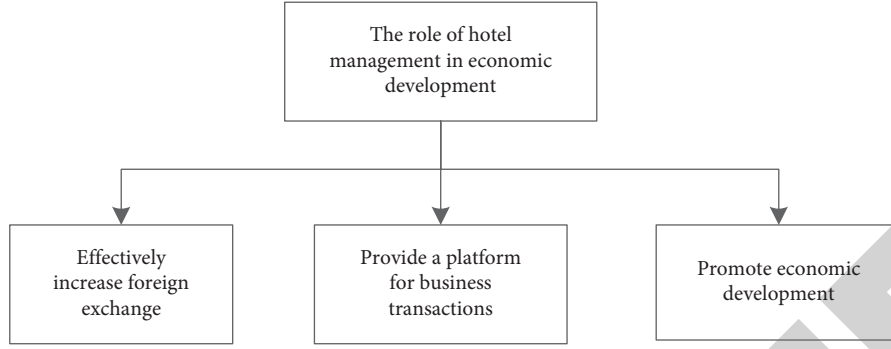 The role of hotel
management in economic
development
Effectively
increase foreign
exchange
Provide a platform
for business
transactions
Promote economic
development